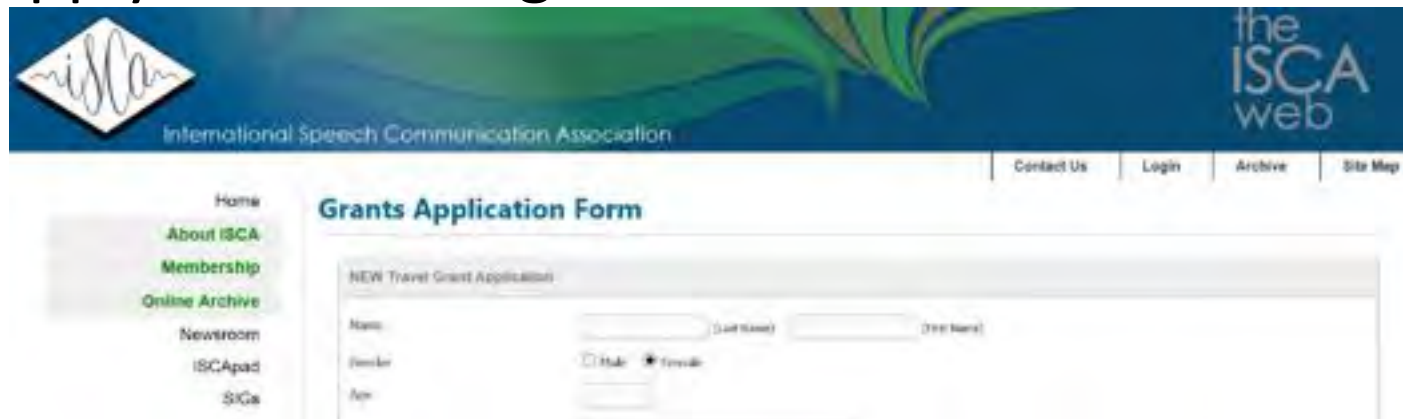 the
ISCA
web
iSCa
International Speech Communication Association
Contact Us Login Archive Site Map
Home
About ISCA
Membership
Online Archive
Newsroom
ISCApad
SIGs
Grants Application Form
NEW Travel Grant Application
Name (Last Name) (First Name)
Gender Male Female
Age